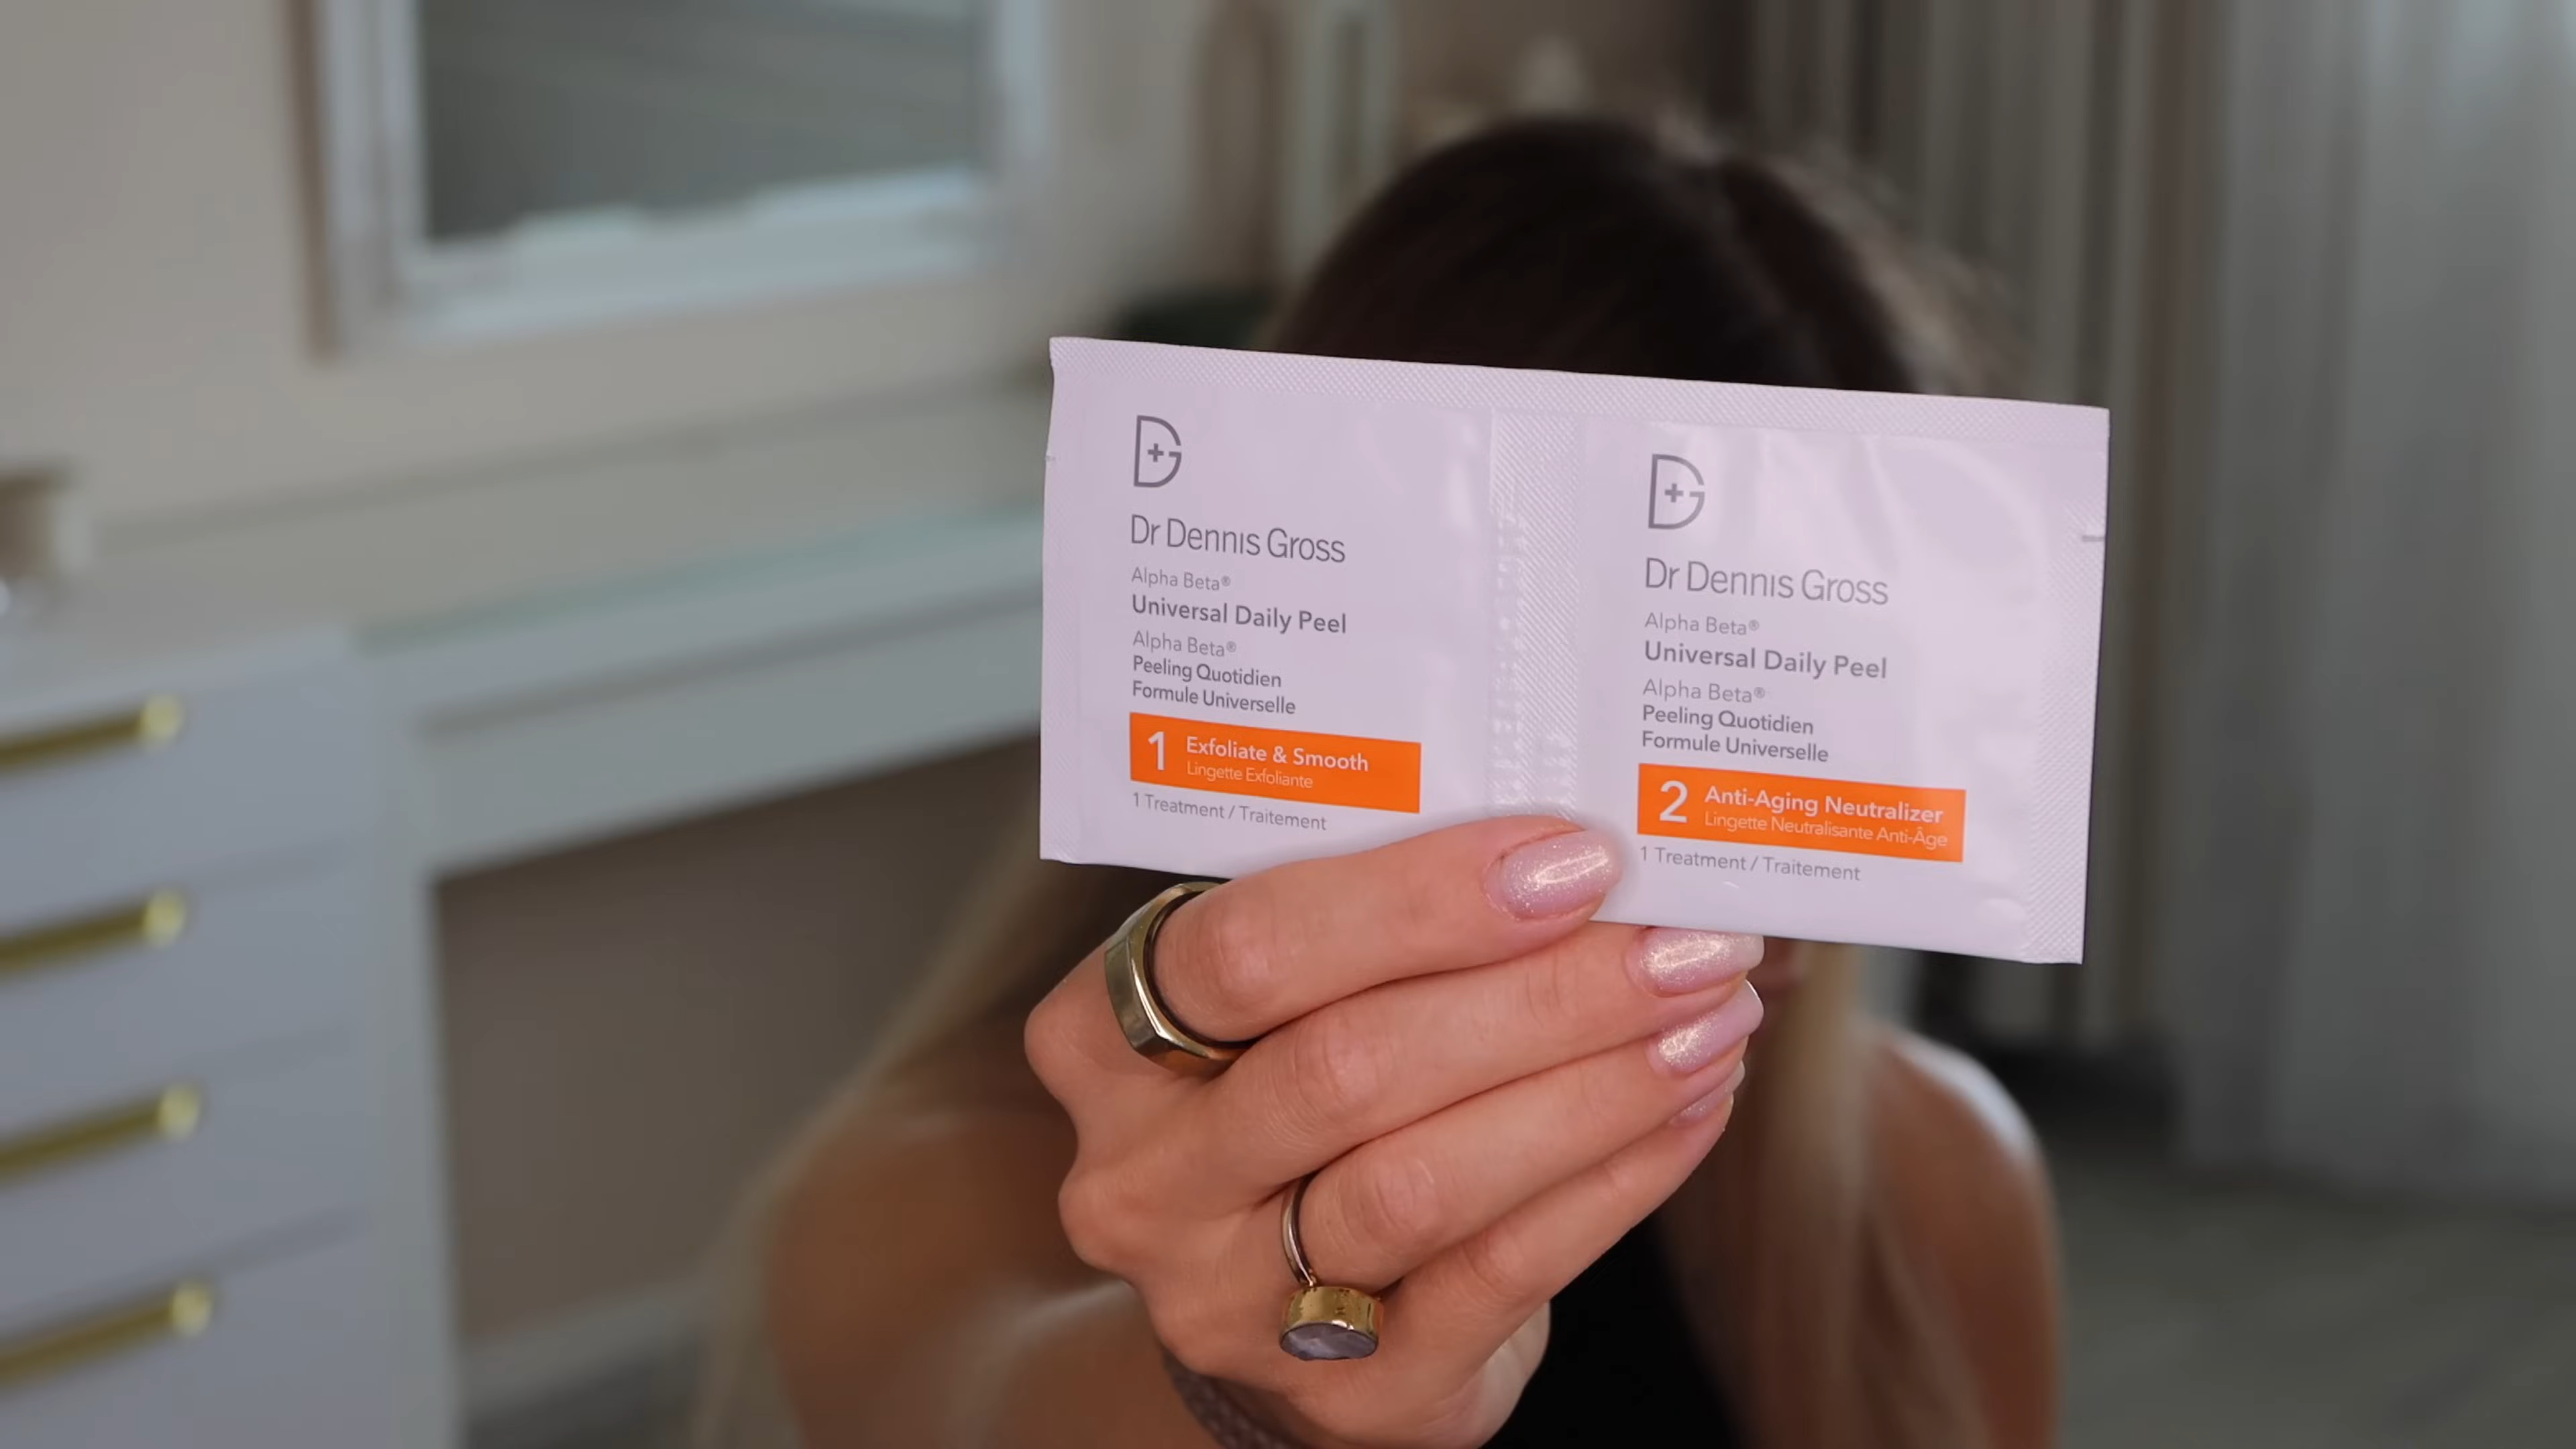 Dr Dennis Gross
Alpha Beta®
Universal Daily Peel
Alpha Beta®
Peeling Quotidien
Formule Universelle
1 Exfoliate & Smooth
Lingette Exfoliante
1 Treatment / Traitement
Dr Dennis Gross
Alpha Beta®
Universal Daily Peel
Alpha Beta®
Peeling Quotidien
Formule Universelle
2 Anti-Aging Neutralizer
Lingette Neutralisante Anti-Âge
1 Treatment / Traitement